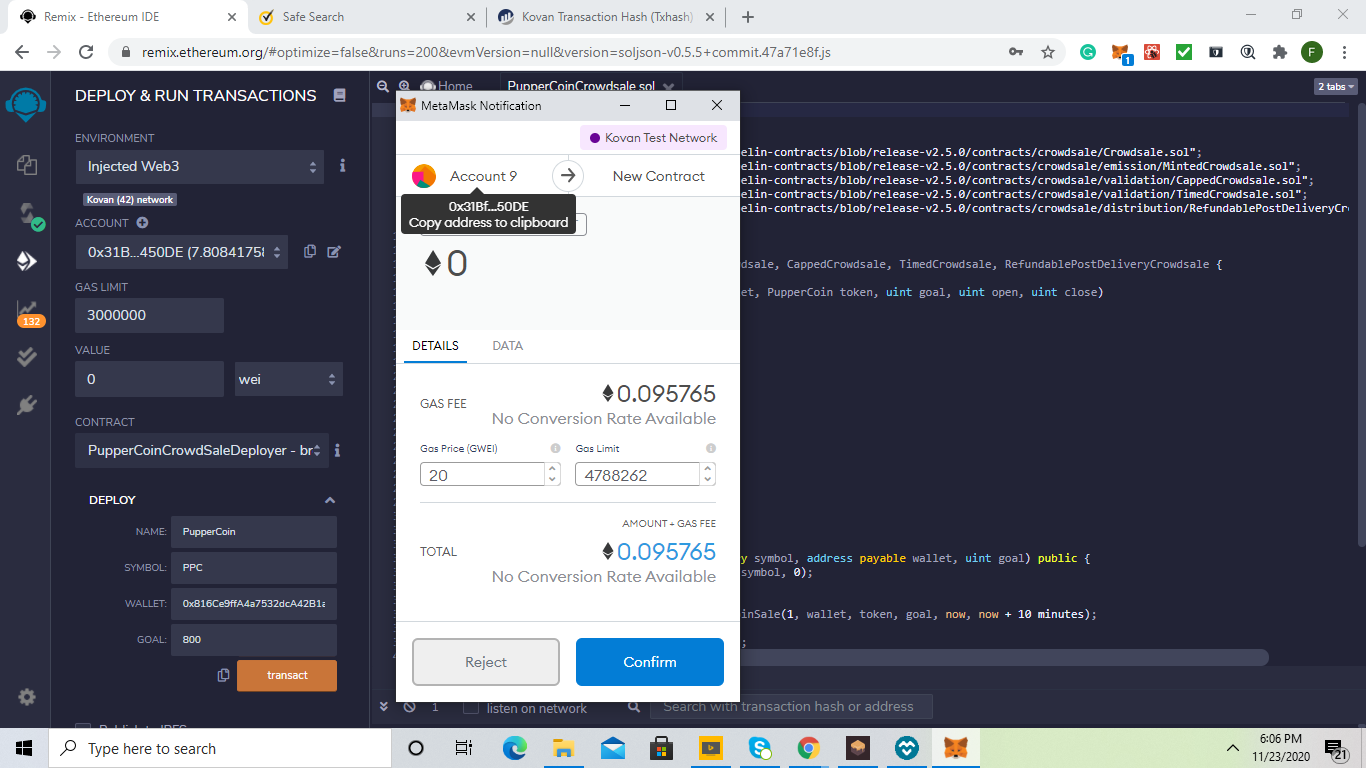 Remix - Ethereum IDE
Safe Search
Kovan Transaction Hash (Txhash)
remix.ethereum.org/#optimize=false&runs=200&evmVersion=null&version=soljson-v0.5.5+commit.47a71e8f.js
1
F
DEPLOY & RUN TRANSACTIONS
Home
PupperCoinCrowdsale.sol
2 tabs
ENVIRONMENT
Injected Web3
Kovan (42) network
ACCOUNT
0x31B...450DE (7.80841758
GAS LIMIT
3000000
132
VALUE
0
wei
CONTRACT
PupperCoinCrowdSaleDeployer - br
DEPLOY
NAME:
PupperCoin
SYMBOL:
PPC
WALLET:
0x816Ce9ffA4a7532dcA42B1a
GOAL:
800
transact
Publish to IPFS
MetaMask Notification
Kovan Test Network
Account 9
New Contract
0x31Bf...50DE
Copy address to clipboard
0
DETAILS
DATA
GAS FEE
0.095765
No Conversion Rate Available
Gas Price (GWEI)
Gas Limit
20
4788262
AMOUNT + GAS FEE
TOTAL
0.095765
No Conversion Rate Available
Reject
Confirm
elin-contracts/blob/release-v2.5.0/contracts/crowdsale/Crowdsale.sol";
elin-contracts/blob/release-v2.5.0/contracts/crowdsale/emission/MintedCrowdsale.sol";
elin-contracts/blob/release-v2.5.0/contracts/crowdsale/validation/CappedCrowdsale.sol";
elin-contracts/blob/release-v2.5.0/contracts/crowdsale/validation/TimedCrowdsale.sol";
elin-contracts/blob/release-v2.5.0/contracts/crowdsale/distribution/RefundablePostDeliveryCr
wdsale, CappedCrowdsale, TimedCrowdsale, RefundablePostDeliveryCrowdsale {
et, PupperCoin token, uint goal, uint open, uint close)
y symbol, address payable wallet, uint goal) public {
symbol, 0);
inSale(1, wallet, token, goal, now, now + 10 minutes);
;
1
listen on network
Search with transaction hash or address
Type here to search
6:06 PM
11/23/2020
21